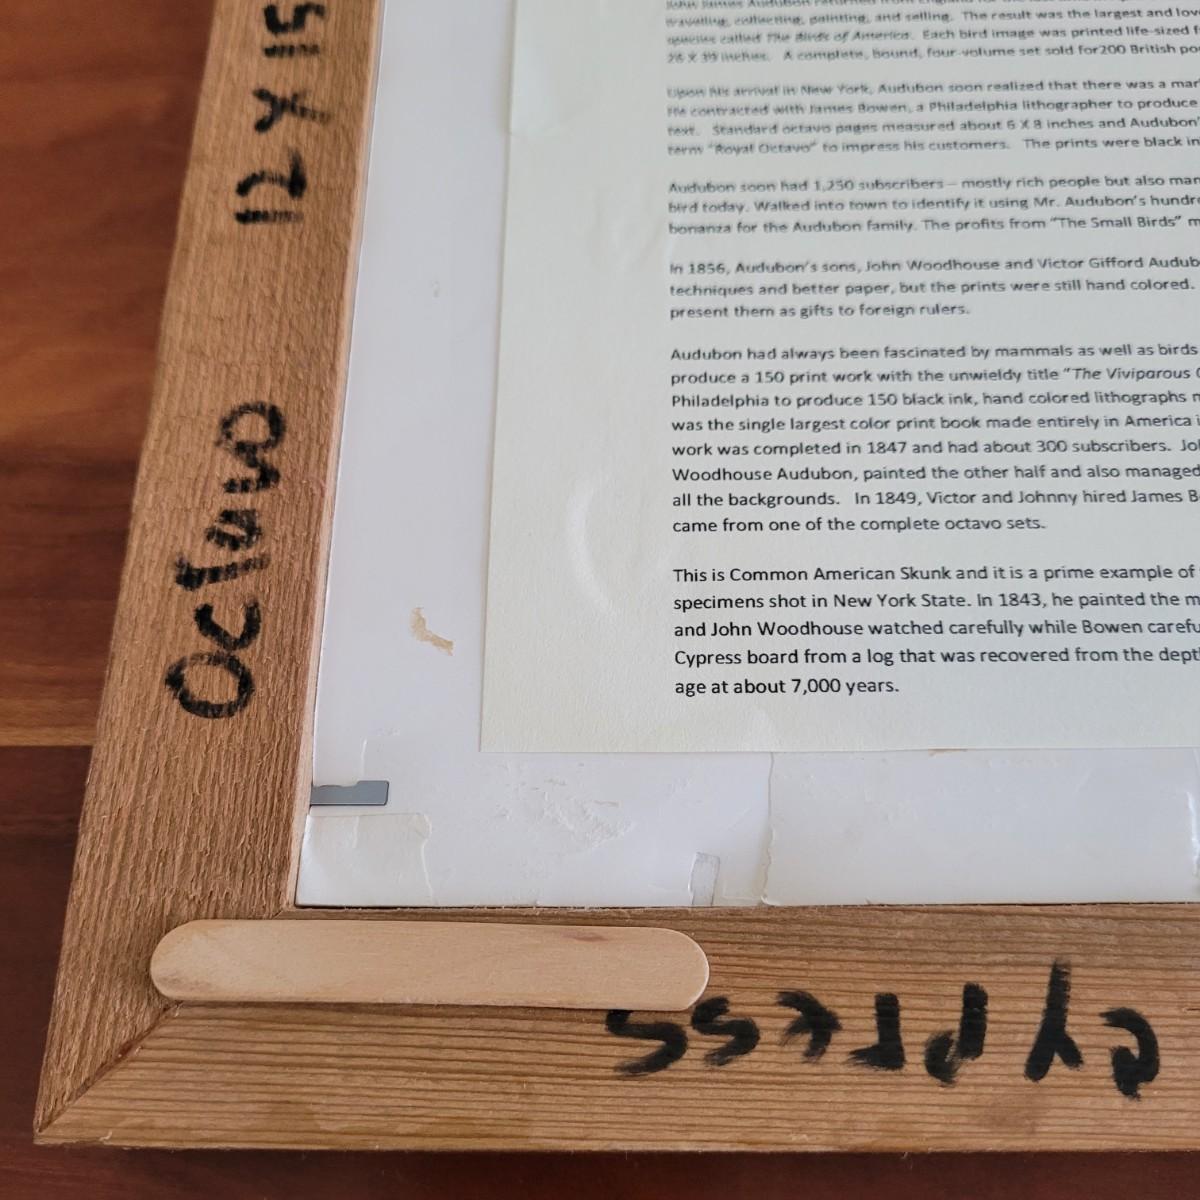 John James Audubon returned from England for the last
travelling, collecting, painting, and selling. The result was the largest and
species called The Birds of America. Each bird image was printed life-sized
26 X 39 inches. A complete, bound, four-volume set sold for200 British
Upon his arrival in New York, Audubon soon realized that there was a
He contracted with James Bowen, a Philadelphia lithographer to produce
text. Standard octavo pages measured about 6 X 8 inches and Audubon'
term "Royal Octavo" to impress his customers. The prints were black in
Audubon soon had 1,250 subscribers – mostly rich people but also
bird today. Walked into town to identify it using Mr. Audubon's
bonanza for the Audubon family. The profits from "The Small Birds"
In 1856, Audubon's sons, John Woodhouse and Victor Gifford Audub
techniques and better paper, but the prints were still hand colored.
present them as gifts to foreign rulers.
Audubon had always been fascinated by mammals as well as birds
produce a 150 print work with the unwieldy title "The Viviparous
Philadelphia to produce 150 black ink, hand colored lithographs
was the single largest color print book made entirely in America
work was completed in 1847 and had about 300 subscribers. Jo
Woodhouse Audubon, painted the other half and also managed
all the backgrounds. In 1849, Victor and Johnny hired James B
came from one of the complete octavo sets.
This is Common American Skunk and it is a prime example of
specimens shot in New York State. In 1843, he painted the m
and John Woodhouse watched carefully while Bowen carefu
Cypress board from a log that was recovered from the dept
age at about 7,000 years.
Octavo 12 X 15
Cypress